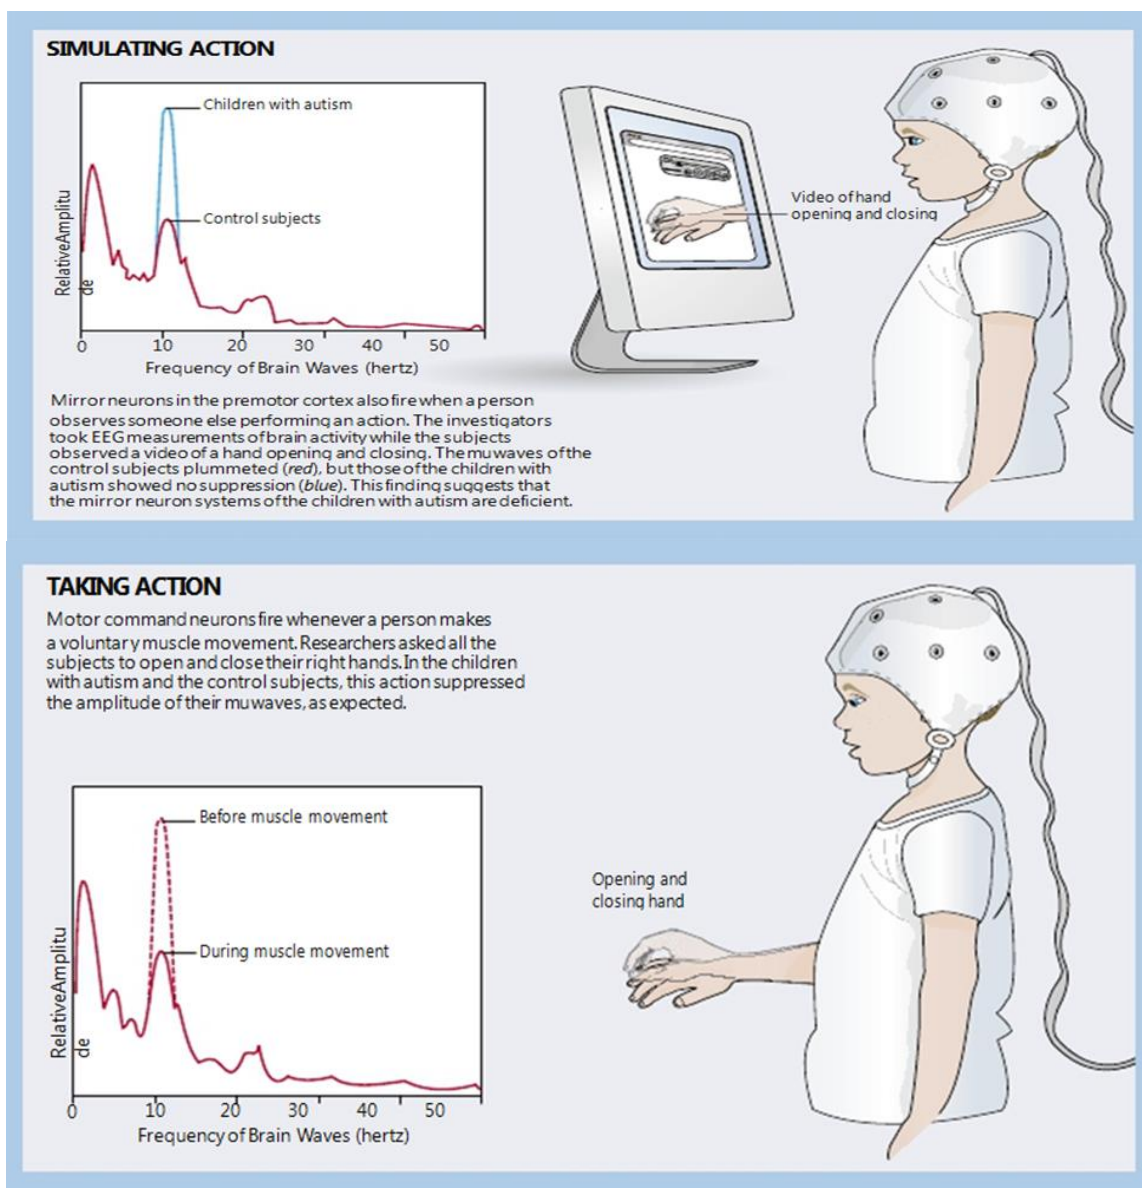 SIMULATING ACTION
Children with autism
Control subjects
RelativeAmplitu
de
0 10 20 30 40 50
Frequency of Brain Waves (hertz)
Video of hand
opening and closing
Mirror neurons in the premotor cortex also fire when a person
observes someone else performing an action. The investigators
took EEG measurements of brain activity while the subjects
observed a video of a hand opening and closing. The mu waves of the
control subjects plummeted (red), but those of the children with
autism showed no suppression (blue). This finding suggests that
the mirror neuron systems of the children with autism are deficient.
TAKING ACTION
Motor command neurons fire whenever a person makes
a voluntary muscle movement. Researchers asked all the
subjects to open and close their right hands. In the children
with autism and the control subjects, this action suppressed
the amplitude of their mu waves, as expected.
Before muscle movement
During muscle movement
RelativeAmplitu
de
0 10 20 30 40 50
Frequency of Brain Waves (hertz)
Opening and
closing hand